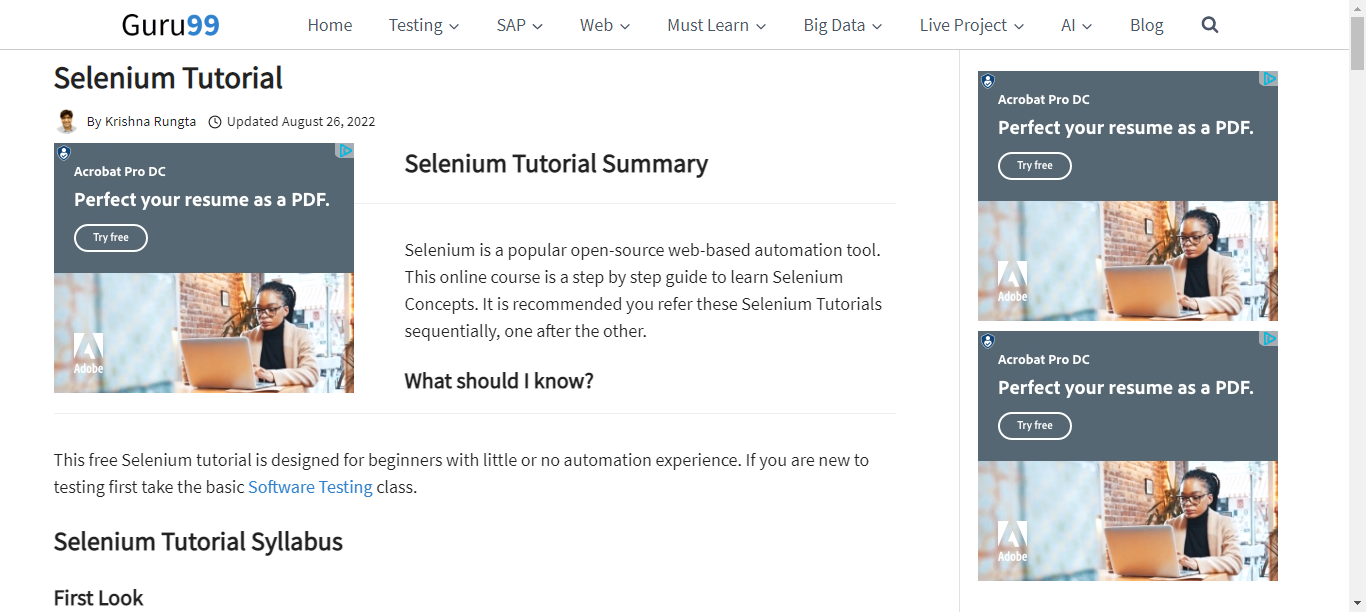 Guru99
Home
Testing
SAP
Web
Must Learn
Big Data
Live Project
AI
Blog
Selenium Tutorial
By Krishna Rungta
Updated August 26, 2022
Acrobat Pro DC
Perfect your resume as a PDF.
Try free
Adobe
Selenium Tutorial Summary
Selenium is a popular open-source web-based automation tool.
This online course is a step by step guide to learn Selenium
Concepts. It is recommended you refer these Selenium Tutorials
sequentially, one after the other.
What should I know?
This free Selenium tutorial is designed for beginners with little or no automation experience. If you are new to
testing first take the basic Software Testing class.
Selenium Tutorial Syllabus
First Look
Acrobat Pro DC
Perfect your resume as a PDF.
Try free
Adobe
Acrobat Pro DC
Perfect your resume as a PDF.
Try free
Adobe